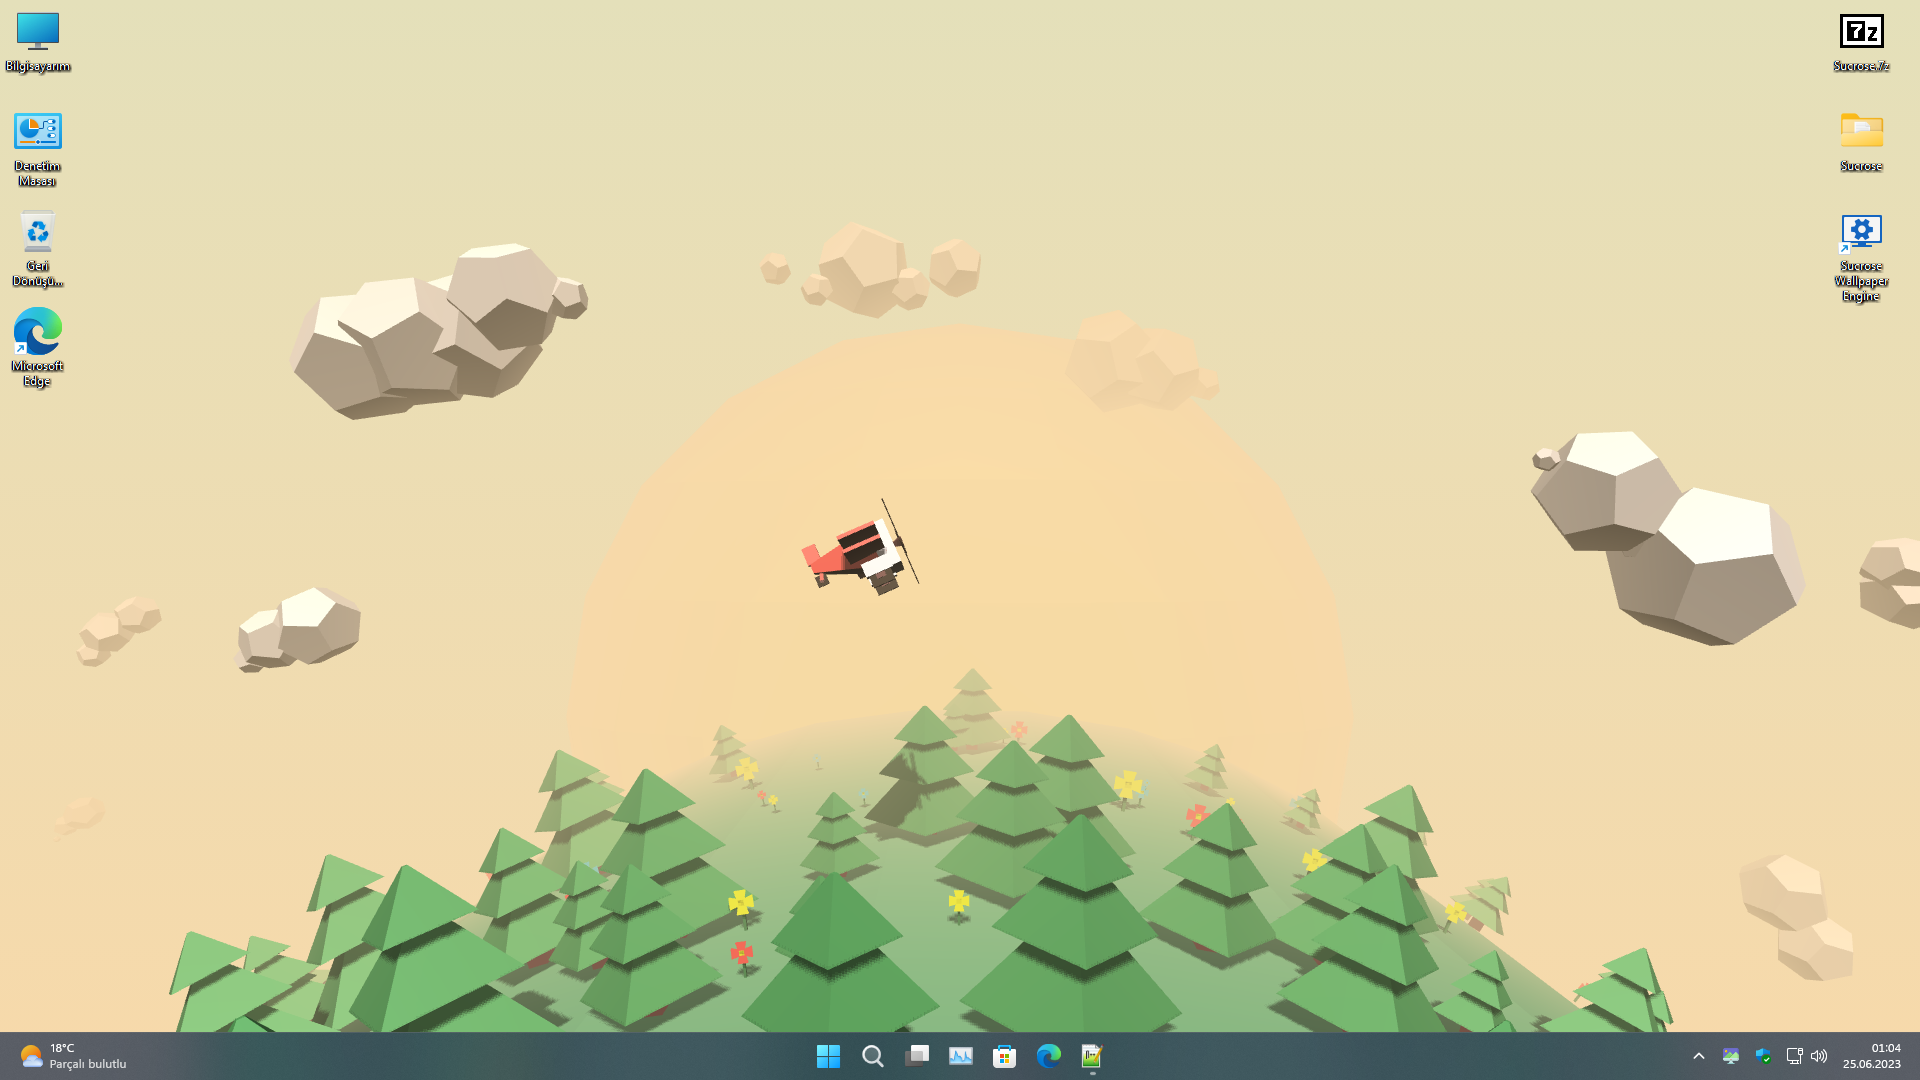 Bilgisayarım
Denetim
Masası
Geri
Dönüşü...
Microsoft
Edge
7z
Sucrose.7z
Sucrose
Sucrose
Wallpaper
Engine
18°C
Parçalı bulutlu
01:04
25.06.2023